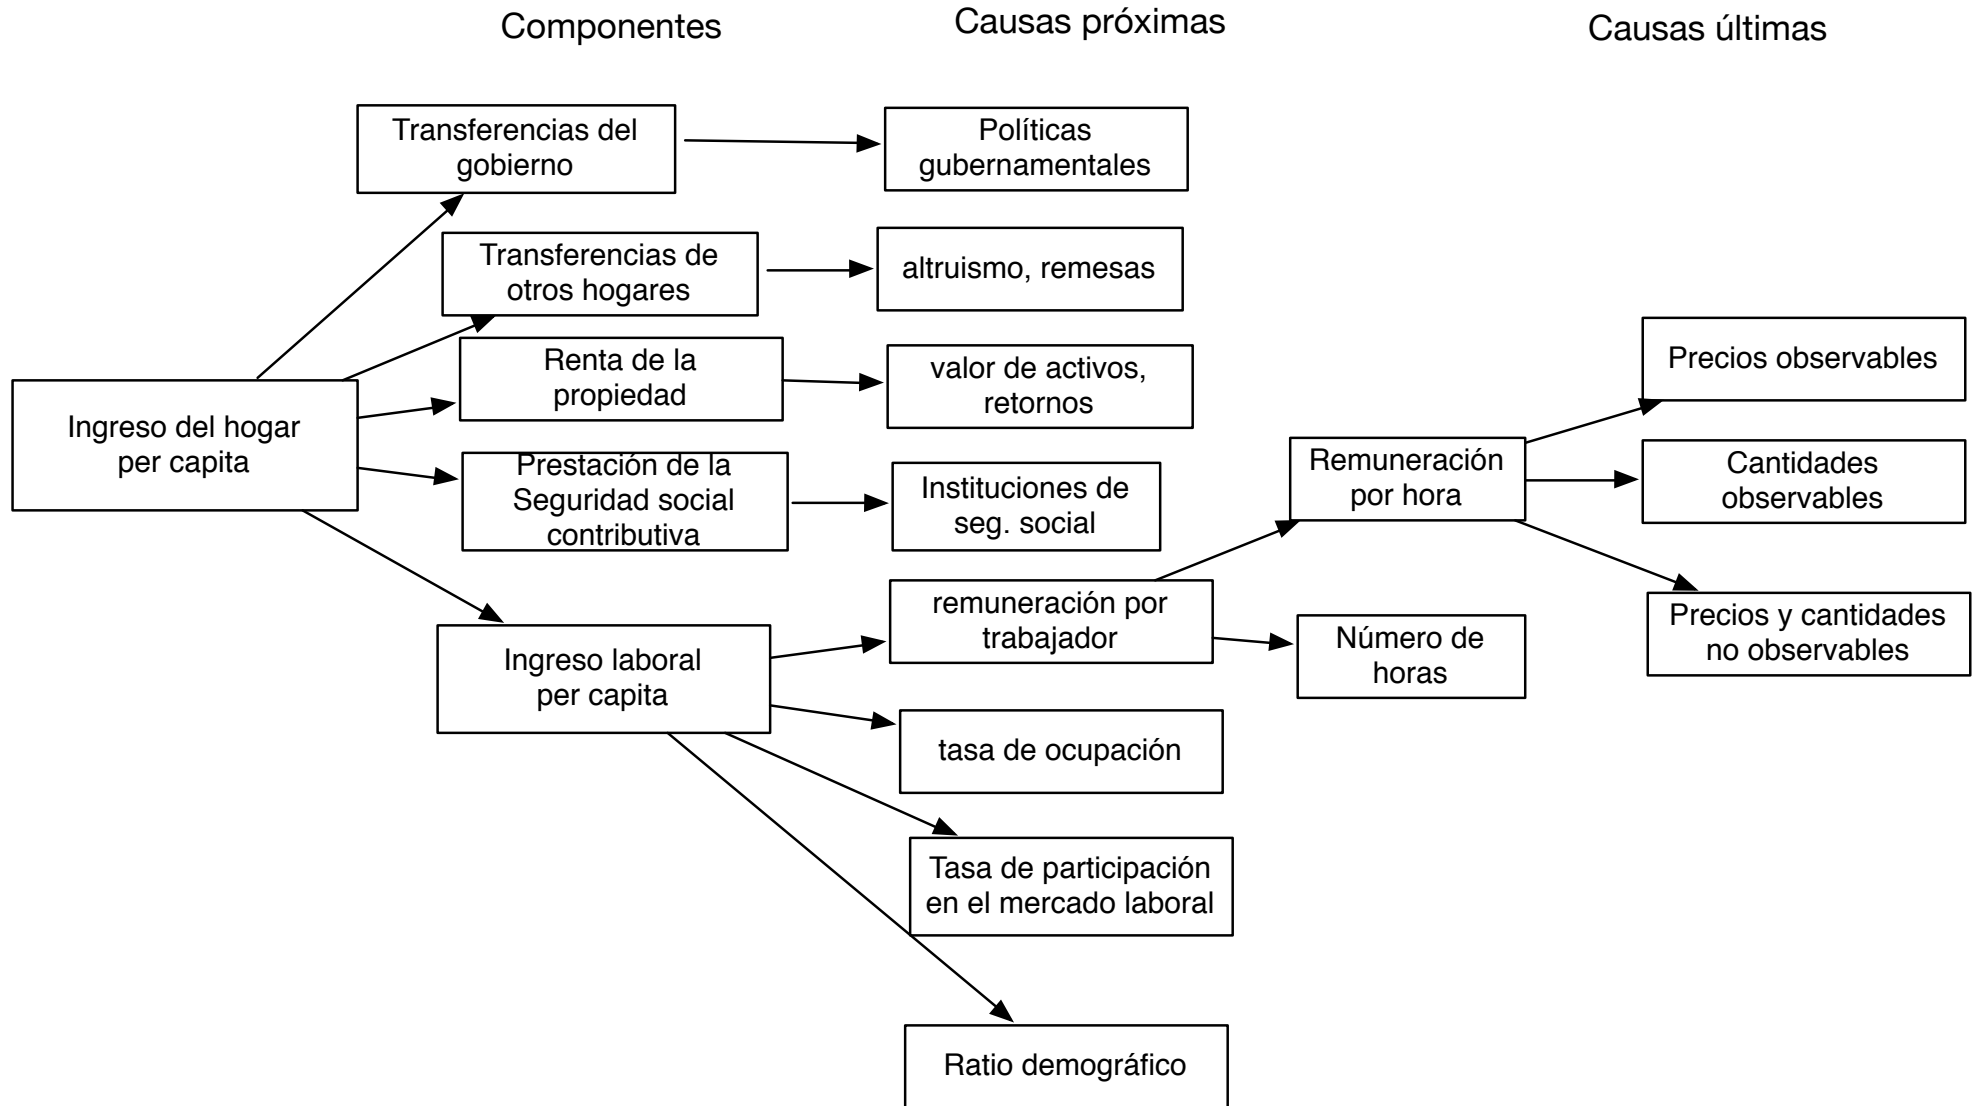 Componentes
Causas próximas
Causas últimas
Transferencias del
gobierno
Políticas
gubernamentales
Transferencias de
otros hogares
altruismo, remesas
Renta de la
propiedad
valor de activos,
retornos
Precios observables
Ingreso del hogar
per capita
Prestación de la
Seguridad social
contributiva
Instituciones de
seg. social
Remuneración
por hora
Cantidades
observables
remuneración por
trabajador
Número de
horas
Precios y cantidades
no observables
Ingreso laboral
per capita
tasa de ocupación
Tasa de participación
en el mercado laboral
Ratio demográfico